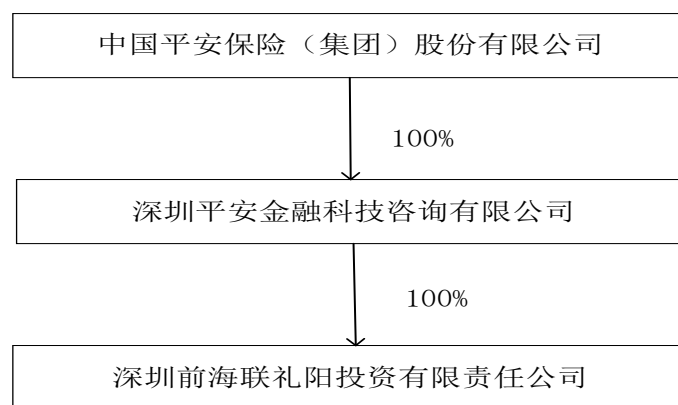 中国平安保险（集团）股份有限公司
100%
深圳平安金融科技咨询有限公司
100%
深圳前海联礼阳投资有限责任公司